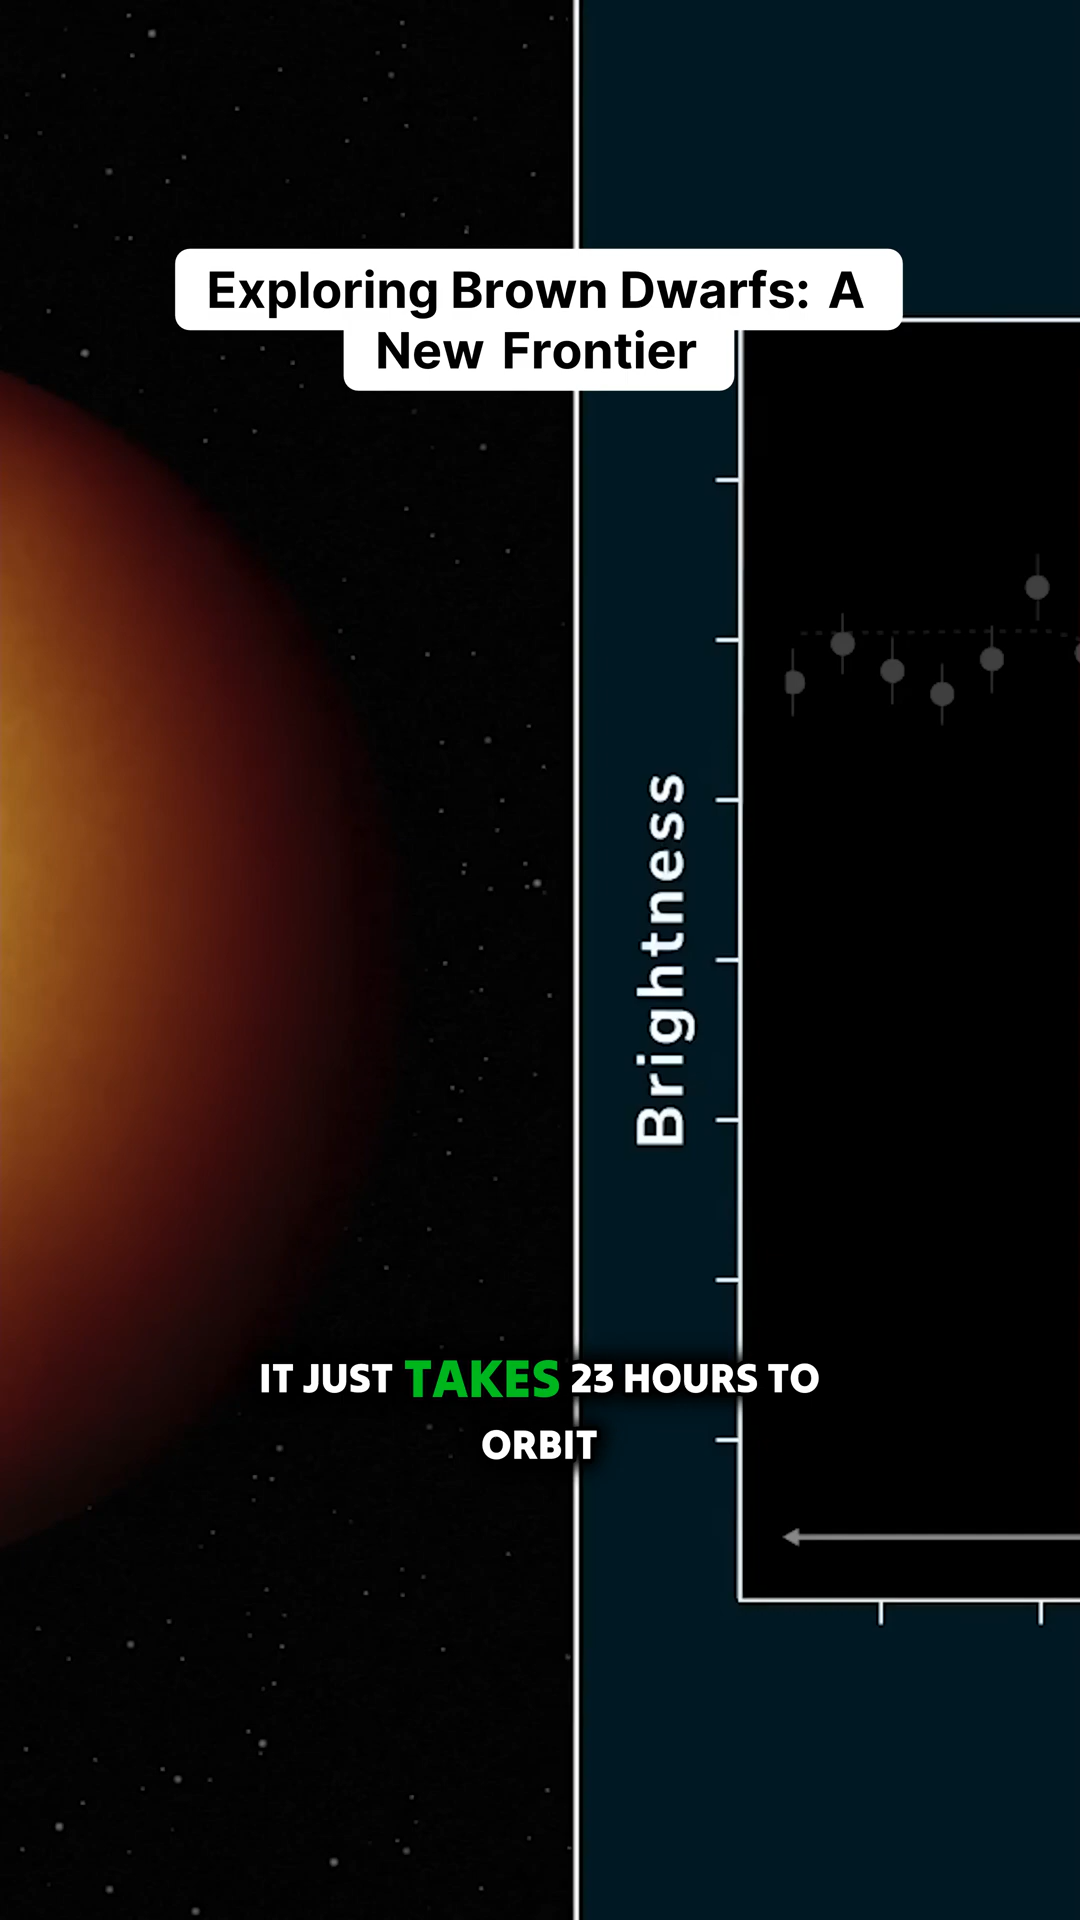 Exploring Brown Dwarfs: A
New Frontier
Brightness
IT JUST TAKES 23 HOURS TO
ORBIT